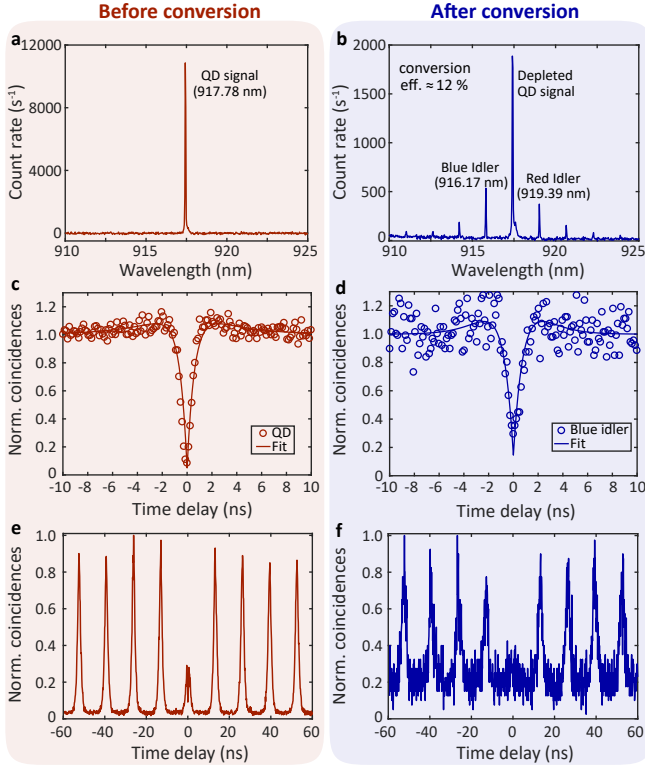 Before conversion
After conversion
a
12000
8000
4000
0
Count rate (s⁻¹)
QD signal
(917.78 nm)
910
915
920
925
Wavelength (nm)
b
2000
1500
1000
500
0
Count rate (s⁻¹)
conversion
eff. ≈ 12 %
Depleted
QD signal
Blue Idler
(916.17 nm)
Red Idler
(919.39 nm)
910
915
920
925
Wavelength (nm)
c
1.2
1.0
0.8
0.6
0.4
0.2
0
Norm. coincidences
QD
Fit
-10 -8 -6 -4 -2 0 2 4 6 8 10
Time delay (ns)
d
1.2
1.0
0.8
0.6
0.4
0.2
0
Norm. coincidences
Blue idler
Fit
-10 -8 -6 -4 -2 0 2 4 6 8 10
Time delay (ns)
e
1.0
0.8
0.6
0.4
0.2
0
Norm. coincidences
-60 -40 -20 0 20 40 60
Time delay (ns)
f
1.0
0.8
0.6
0.4
0.2
0
Norm. coincidences
-60 -40 -20 0 20 40 60
Time delay (ns)